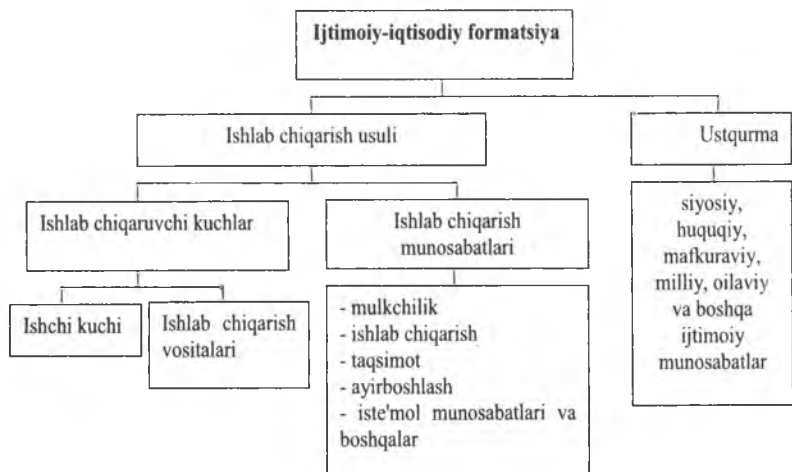 Ijtimoiy-iqtisodiy formatsiya
Ishlab chiqarish usuli
Ustqurma
Ishlab chiqaruvchi kuchlar
Ishlab chiqarish
munosabatlari
siyosiy,
huquqiy,
mafkuraviy,
milliy, oilaviy
va boshqa
ijtimoiy
munosabatlar
Ishchi kuchi
Ishlab chiqarish
vositalari
- mulkchilik
- ishlab chiqarish
- taqsimot
- ayirboshlash
- iste'mol munosabatlari va
boshqalar